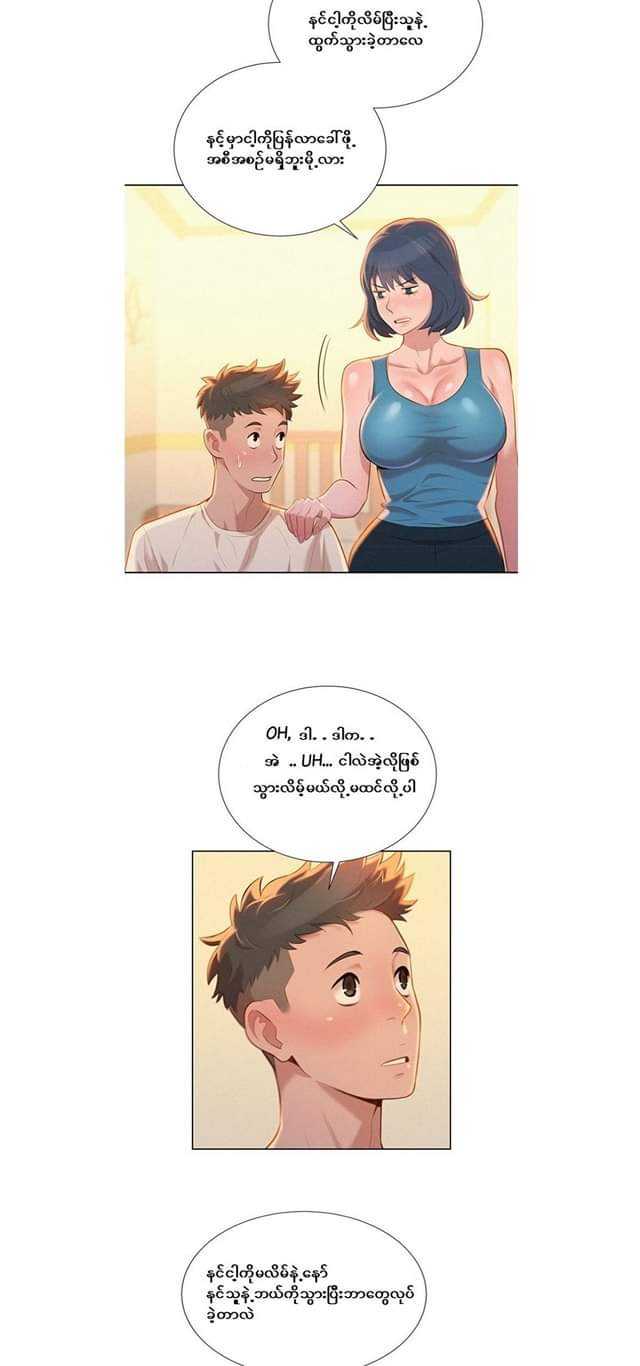 နင်ငါ့ကိုလိမ်ပြီးသူနဲ့
ထွက်သွားခဲ့တာလေ
နင့်မှာငါ့ကိုပြန်လာခေါ်ဖို့
အစီအစဉ်မရှိဘူးမို့လား
OH, ဒါ. . ဒါက. .
အဲ .. UH... ငါလဲအဲ့လိုဖြစ်
သွားလိမ့်မယ်လို့မထင်လို့ပါ
နင်ငါ့ကိုမလိမ်နဲ့နော်
နင်သူနဲ့ဘယ်ကိုသွားပြီးဘာတွေလုပ်
ခဲ့တာလဲ